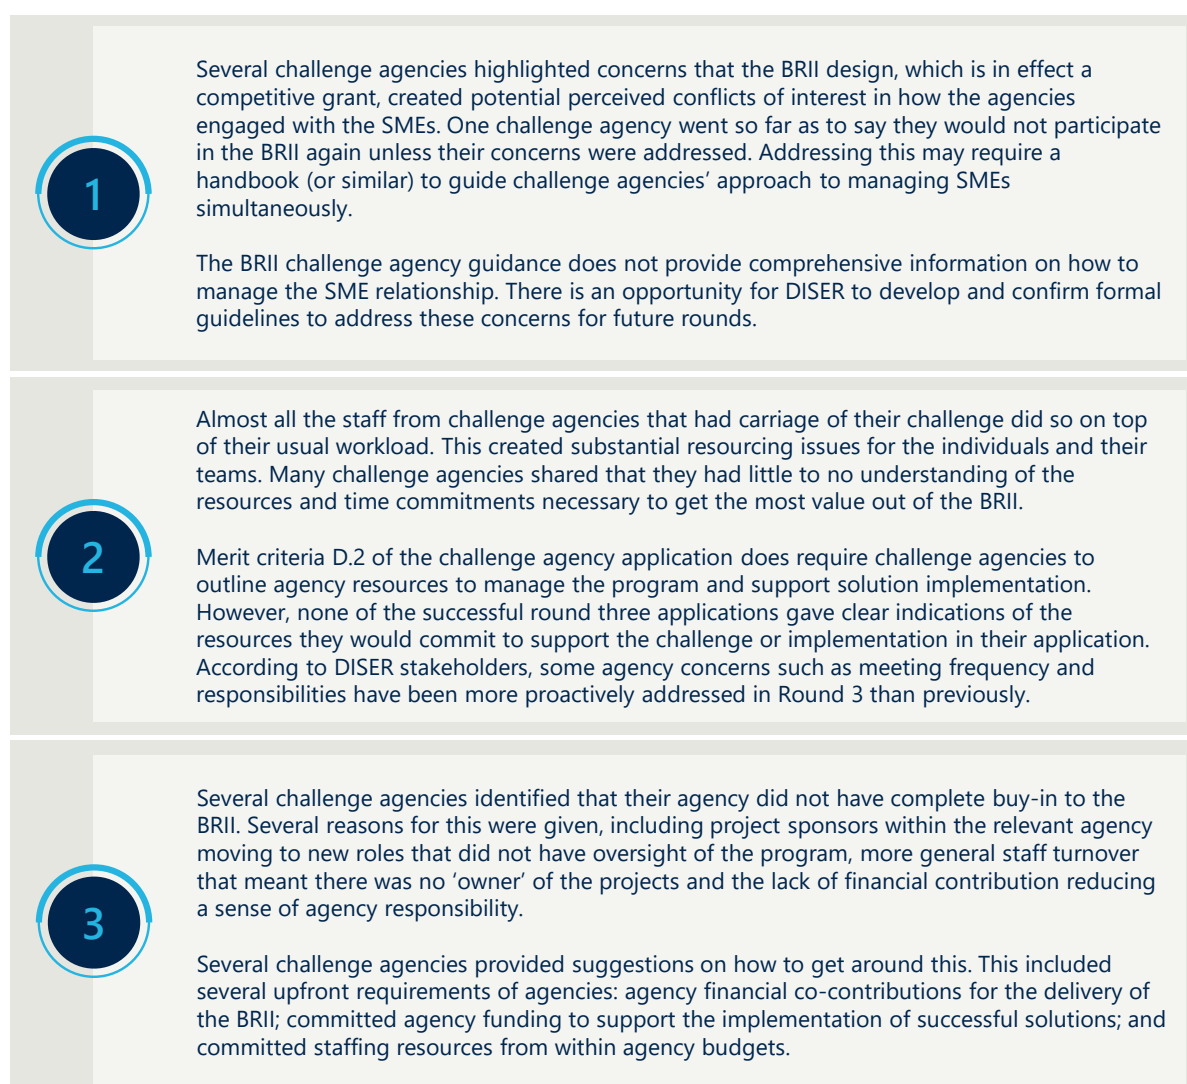 Several challenge agencies highlighted concerns that the BRII design, which is in effect a
competitive grant, created potential perceived conflicts of interest in how the agencies
engaged with the SMEs. One challenge agency went so far as to say they would not participate
in the BRII again unless their concerns were addressed. Addressing this may require a
handbook (or similar) to guide challenge agencies’ approach to managing SMEs
simultaneously.
1
The BRII challenge agency guidance does not provide comprehensive information on how to
manage the SME relationship. There is an opportunity for DISER to develop and confirm formal
guidelines to address these concerns for future rounds.
Almost all the staff from challenge agencies that had carriage of their challenge did so on top
of their usual workload. This created substantial resourcing issues for the individuals and their
teams. Many challenge agencies shared that they had little to no understanding of the
resources and time commitments necessary to get the most value out of the BRII.
2
Merit criteria D.2 of the challenge agency application does require challenge agencies to
outline agency resources to manage the program and support solution implementation.
However, none of the successful round three applications gave clear indications of the
resources they would commit to support the challenge or implementation in their application.
According to DISER stakeholders, some agency concerns such as meeting frequency and
responsibilities have been more proactively addressed in Round 3 than previously.
Several challenge agencies identified that their agency did not have complete buy-in to the
BRII. Several reasons for this were given, including project sponsors within the relevant agency
moving to new roles that did not have oversight of the program, more general staff turnover
that meant there was no ‘owner’ of the projects and the lack of financial contribution reducing
a sense of agency responsibility.
3
Several challenge agencies provided suggestions on how to get around this. This included
several upfront requirements of agencies: agency financial co-contributions for the delivery of
the BRII; committed agency funding to support the implementation of successful solutions; and
committed staffing resources from within agency budgets.